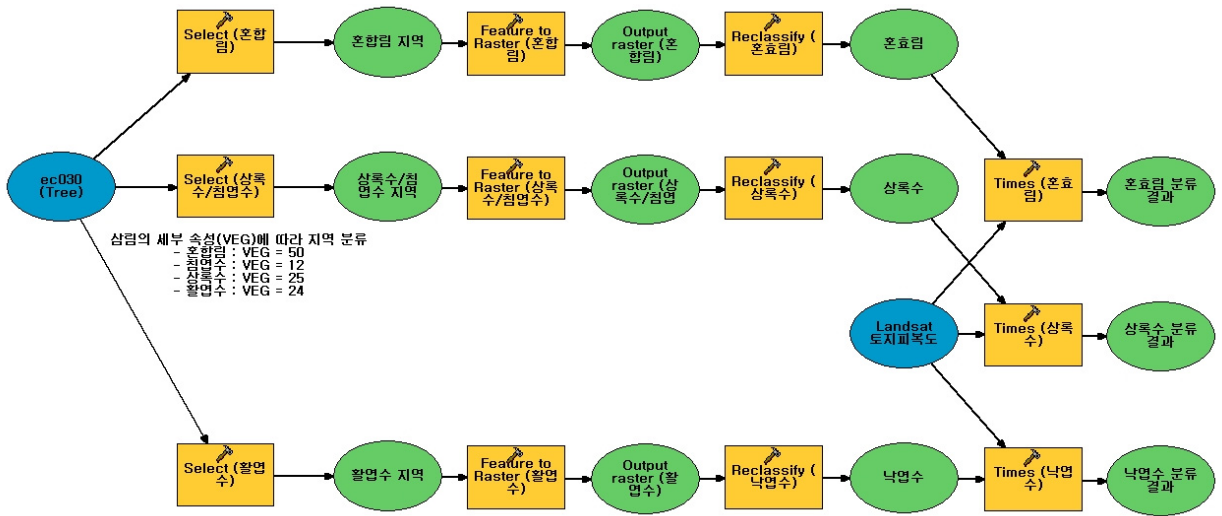 Select (혼합
림)
혼합림 지역
Feature to
Raster (혼합
림)
Output
raster (혼
합림)
Reclassify (
혼효림)
혼효림
ec030
(Tree)
Select (상록
수/침엽수)
상록수/침
엽수 지역
Feature to
Raster (상록
수/침엽수)
Output
raster (상
록수/침엽
Reclassify (
상록수)
상록수
Times (혼효
림)
혼효림 분류
결과
삼림의 세부 속성(VEG)에 따라 지역 분류
- 혼합림 : VEG = 50
- 침엽수 : VEG = 12
- 상록수 : VEG = 25
- 활엽수 : VEG = 24
Landsat
토지피복도
Times (상록
수)
상록수 분류
결과
Select (활엽
수)
활엽수 지역
Feature to
Raster (활엽
수)
Output
raster (활
엽수)
Reclassify (
낙엽수)
낙엽수
Times (낙엽
수)
낙엽수 분류
결과